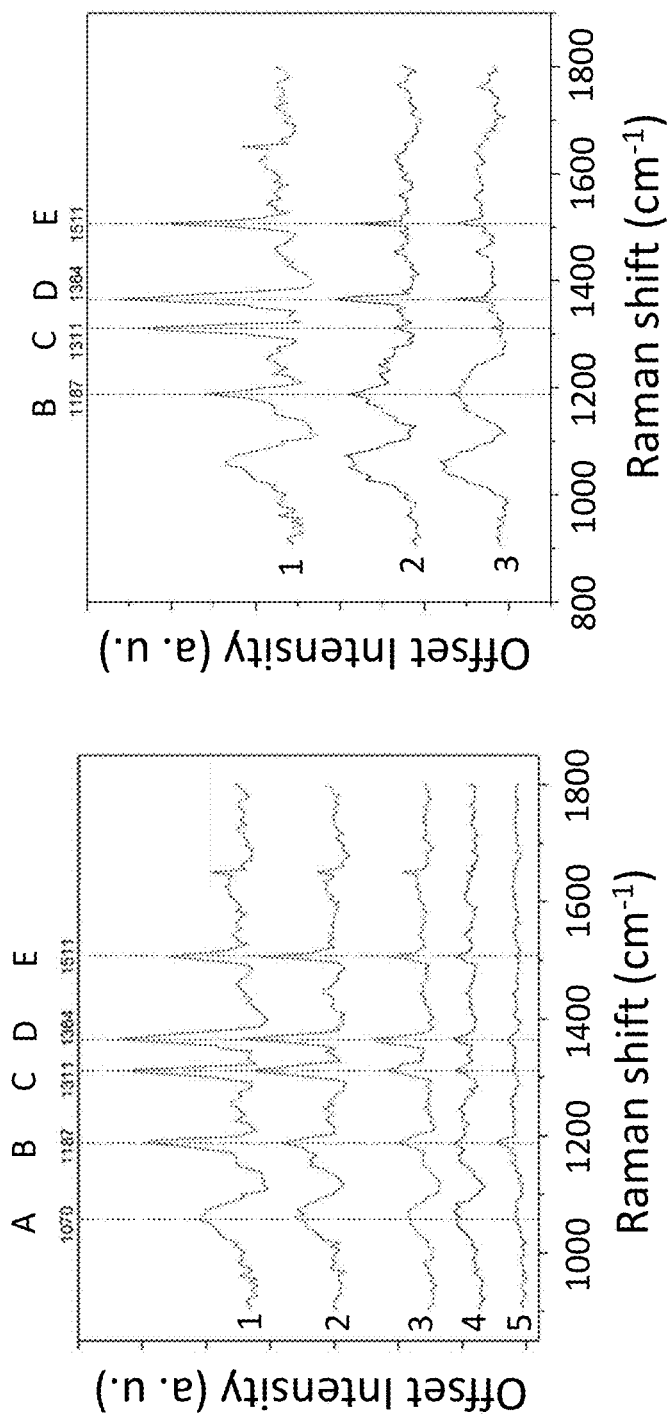 A B C D E
1070 1187 1311 1364 1511
1
2
3
4
5
1000 1200 1400 1600 1800
Raman shift (cm⁻¹)
Offset Intensity (a. u.)
B C D E
1187 1311 1364 1511
1
2
3
800 1000 1200 1400 1600 1800
Raman shift (cm⁻¹)
Offset Intensity (a. u.)